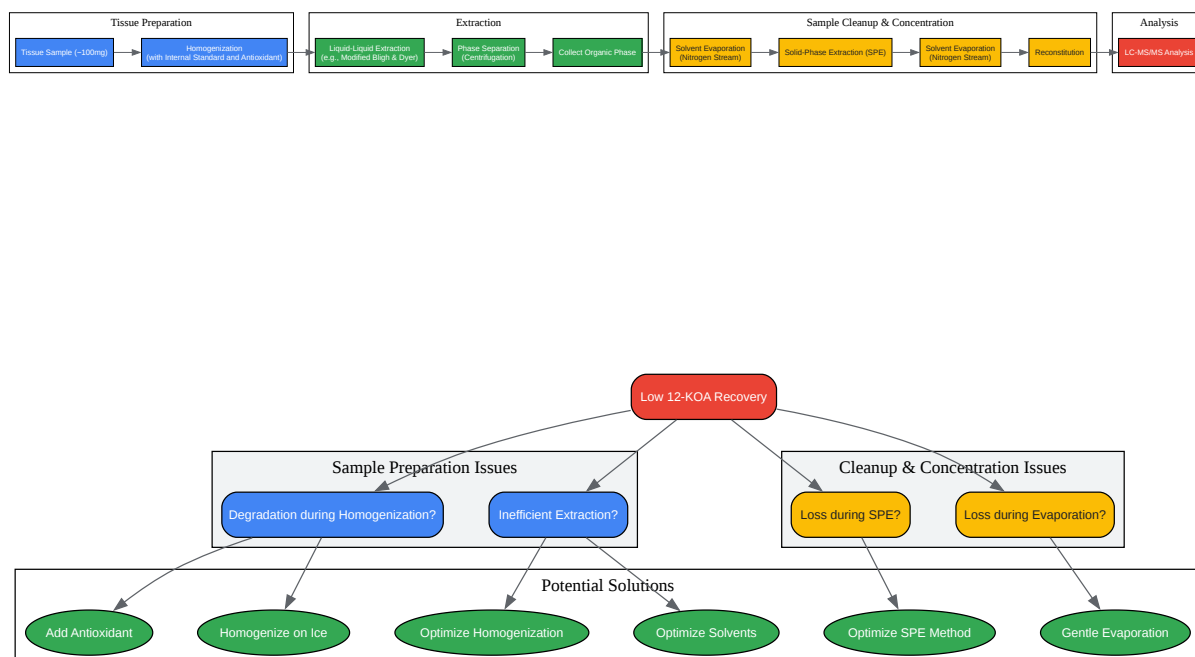 Tissue Preparation
Extraction
Sample Cleanup & Concentration
Analysis
Tissue Sample (~100mg)
Homogenization
(with Internal Standard and Antioxidant)
Liquid-Liquid Extraction
(e.g., Modified Bligh & Dyer)
Phase Separation
(Centrifugation)
Collect Organic Phase
Solvent Evaporation
(Nitrogen Stream)
Solid-Phase Extraction (SPE)
Solvent Evaporation
(Nitrogen Stream)
Reconstitution
LC-MS/MS Analysis
Low 12-KOA Recovery
Sample Preparation Issues
Cleanup & Concentration Issues
Degradation during Homogenization?
Inefficient Extraction?
Loss during SPE?
Loss during Evaporation?
Potential Solutions
Add Antioxidant
Homogenize on Ice
Optimize Homogenization
Optimize Solvents
Optimize SPE Method
Gentle Evaporation